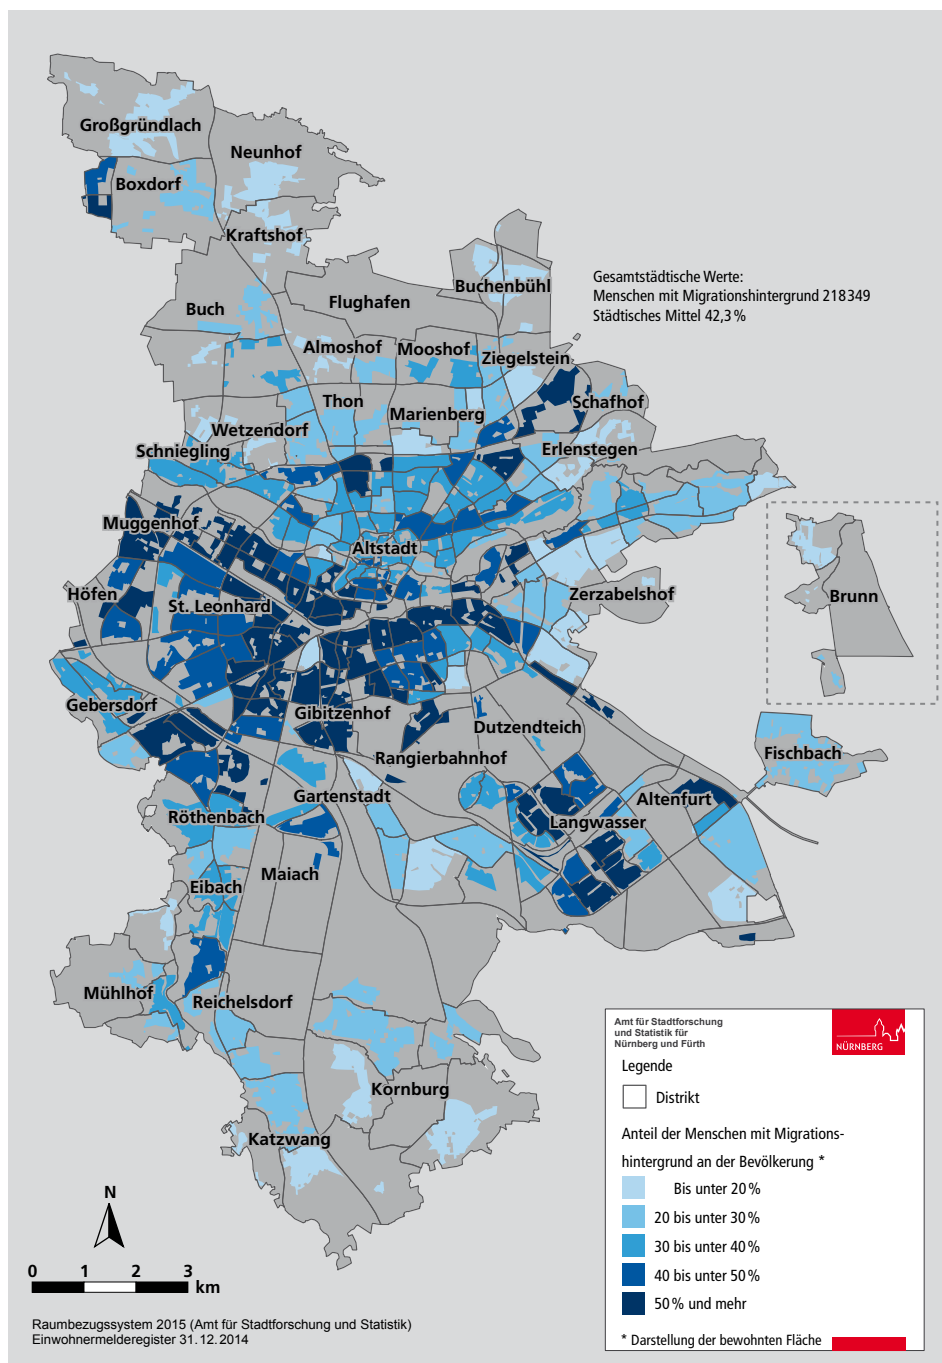 Großgründlach
Neunhof
Boxdorf
Kraftshof
Buchenbühl
Gesamtstädtische Werte:
Menschen mit Migrationshintergrund 218349
Städtisches Mittel 42,3 %
Flughafen
Buch
Almoshof
Mooshof
Ziegelstein
Thon
Schafhof
Marienberg
Wetzendorf
Schniegling
Erlenstegen
Muggenhof
Altstadt
Höfen
St. Leonhard
Zerzabelshof
Brunn
Gebersdorf
Gibitzenhof
Dutzendteich
Rangierbahnhof
Fischbach
Gartenstadt
Altenfurt
Röthenbach
Langwasser
Maiach
Eibach
Mühlhof
Reichelsdorf
Kornburg
Katzwang
Amt für Stadtforschung
und Statistik für
Nürnberg und Fürth
NÜRNBERG
Legende
Distrikt
Anteil der Menschen mit Migrations-
hintergrund an der Bevölkerung *
Bis unter 20 %
20 bis unter 30 %
30 bis unter 40 %
40 bis unter 50 %
50 % und mehr
* Darstellung der bewohnten Fläche
N
0 1 2 3
km
Raumbezugssystem 2015 (Amt für Stadtforschung und Statistik)
Einwohnermelderegister 31.12.2014